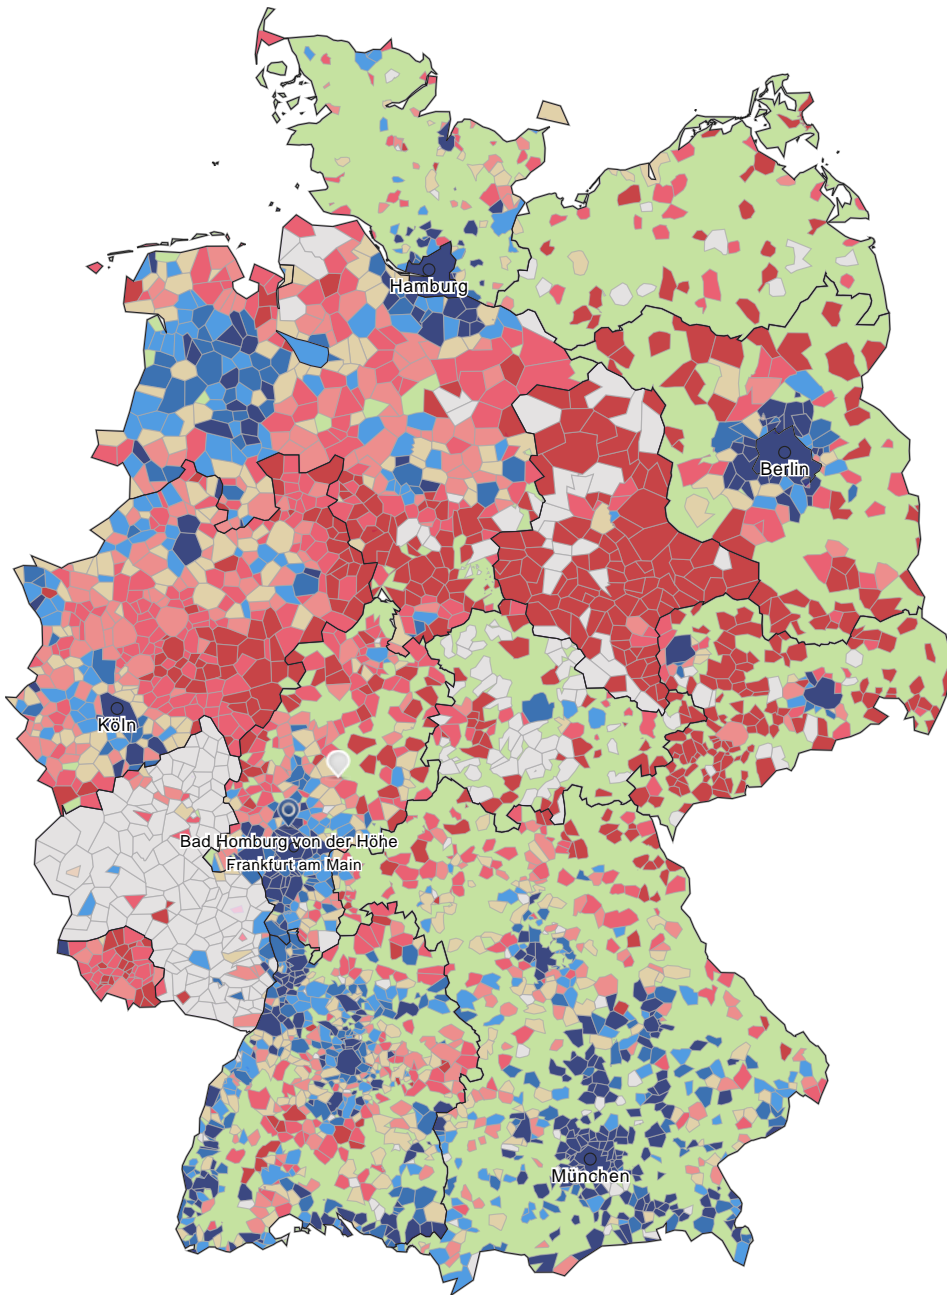 Hamburg
Berlin
Köln
Bad Homburg von der Höhe
Frankfurt am Main
München